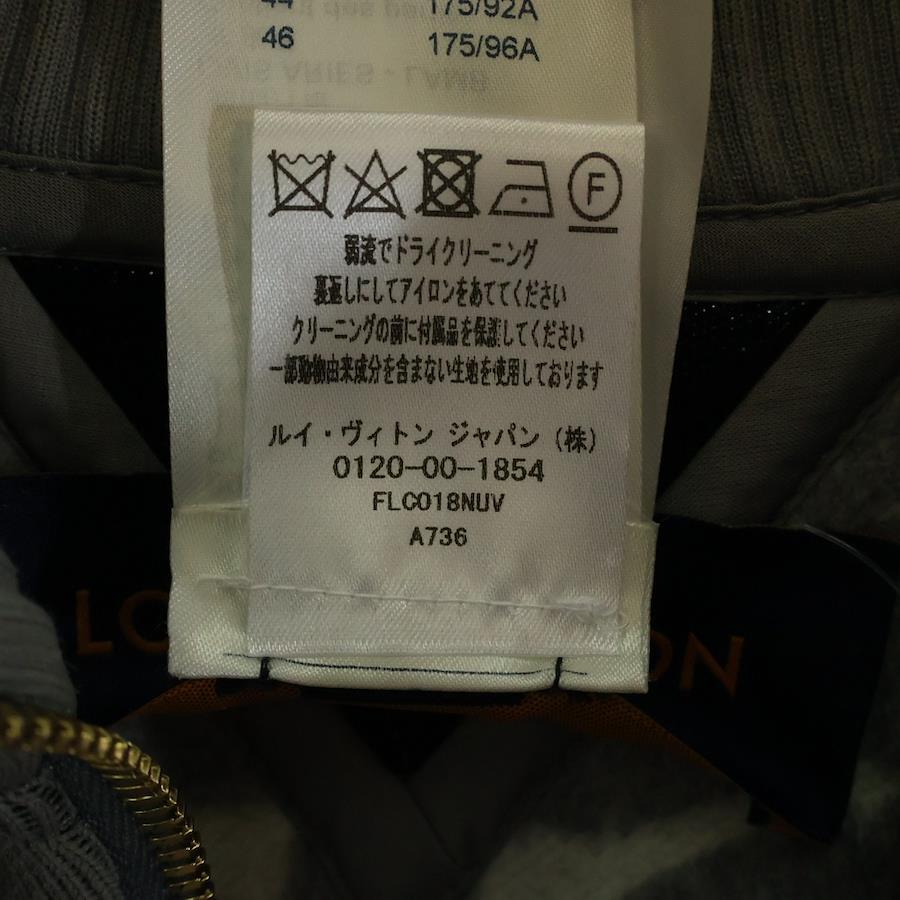 44 175/92A
46 175/96A
F
弱流でドライクリーニング
裏返しにしてアイロンをあててください
クリーニングの前に付属品を保護してください
一部動物由来成分を含まない生地を使用しております
ルイ・ヴィトン ジャパン (株)
0120-00-1854
FLC018NUV
A736
LO ON